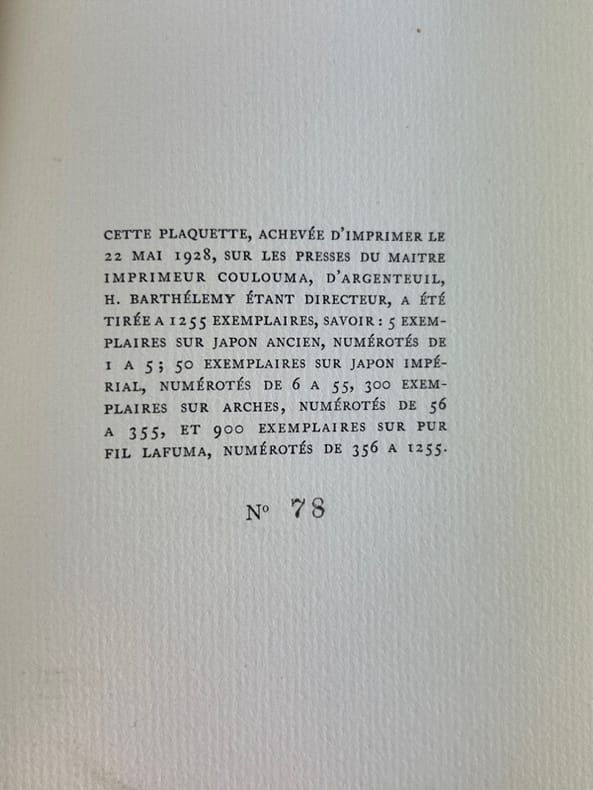 CETTE PLAQUETTE, ACHEVÉE D'IMPRIMER LE
22 MAI 1928, SUR LES PRESSES DU MAITRE
IMPRIMEUR COULOUMA, D'ARGENTEUIL,
H. BARTHÉLEMY ÉTANT DIRECTEUR, A ÉTÉ
TIRÉE A 1255 EXEMPLAIRES, SAVOIR : 5 EXEM-
PLAIRES SUR JAPON ANCIEN, NUMÉROTÉS DE
1 A 5 ; 50 EXEMPLAIRES SUR JAPON IMPÉ-
RIAL, NUMÉROTÉS DE 6 A 55, 300 EXEM-
PLAIRES SUR ARCHES, NUMÉROTÉS DE 56
A 355, ET 900 EXEMPLAIRES SUR PUR
FIL LAFUMA, NUMÉROTÉS DE 356 A 1255.
Nº 78